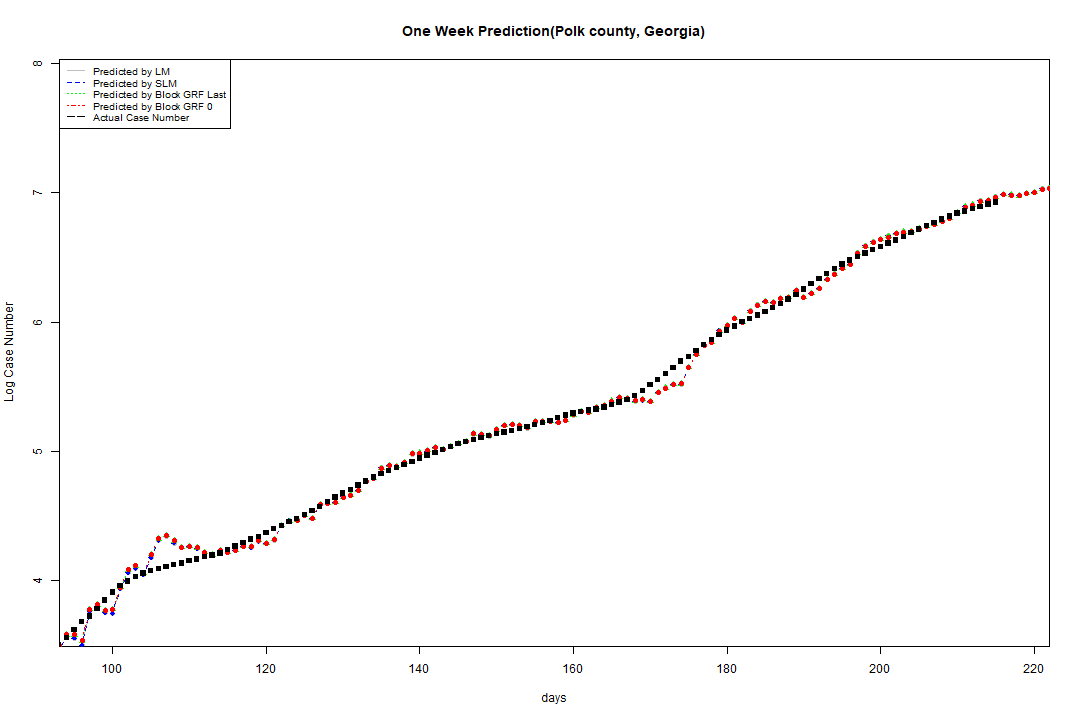 One Week Prediction(Polk county, Georgia)
Predicted by LM
Predicted by SLM
Predicted by Block GRF Last
Predicted by Block GRF 0
Actual Case Number
8
7
6
5
4
Log Case Number
100 120 140 160 180 200 220
days